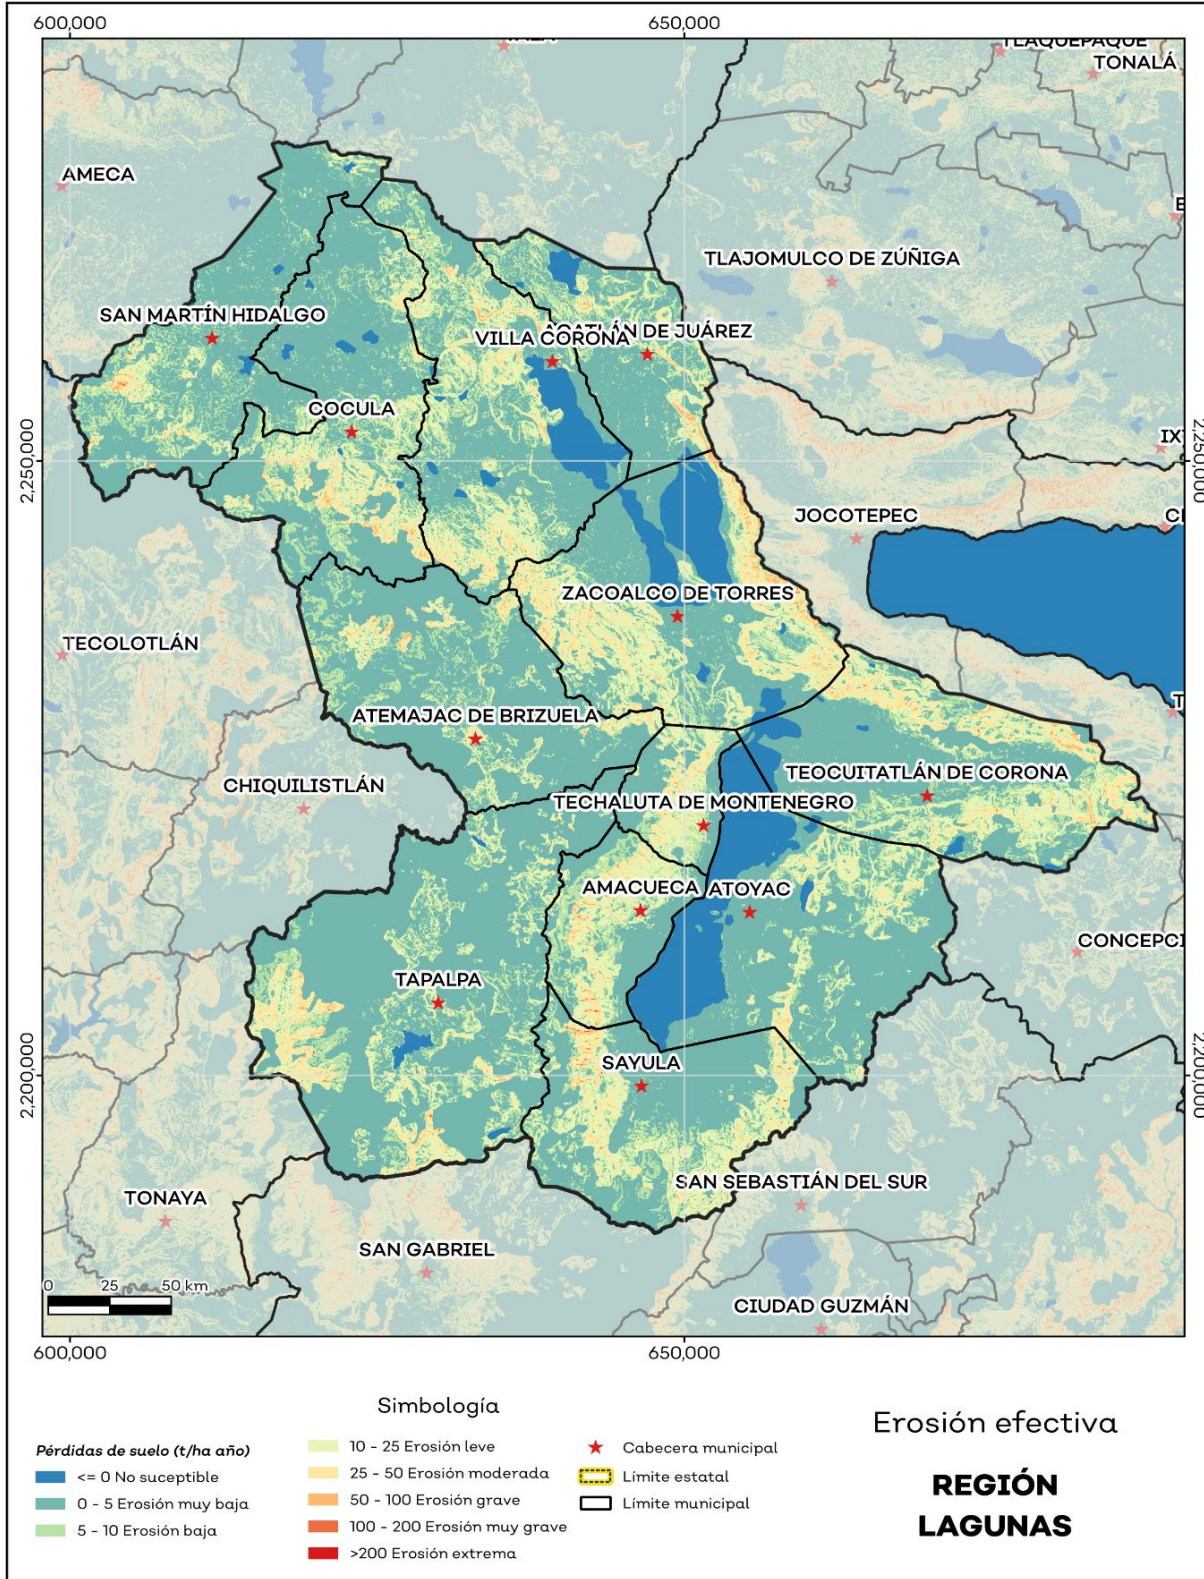 600,000
650,000
TLAQUEPAQUE
TONALÁ
AMECA
TLAJOMULCO DE ZÚÑIGA
SAN MARTÍN HIDALGO
DE JUÁREZ
VILLA CORONA
COCULA
2,250,000
2,250,000
JOCOTEPEC
ZACOALCO DE TORRES
TECOLOTLÁN
ATEMAJAC DE BRIZUELA
CHIQUILISTLÁN
TEOCUITATLÁN DE CORONA
TECHALUTA DE MONTENEGRO
AMACUECA
ATOYAC
CONCEPCI
TAPALPA
SAYULA
2,200,000
2,200,000
SAN SEBASTIÁN DEL SUR
TONAYA
SAN GABRIEL
0 25 50 km
CIUDAD GUZMÁN
600,000
650,000
Simbología
Pérdidas de suelo (t/ha año)
<= 0 No suceptible
0 - 5 Erosión muy baja
5 - 10 Erosión baja
10 - 25 Erosión leve
25 - 50 Erosión moderada
50 - 100 Erosión grave
100 - 200 Erosión muy grave
>200 Erosión extrema
Cabecera municipal
Límite estatal
Límite municipal
Erosión efectiva
REGIÓN
LAGUNAS